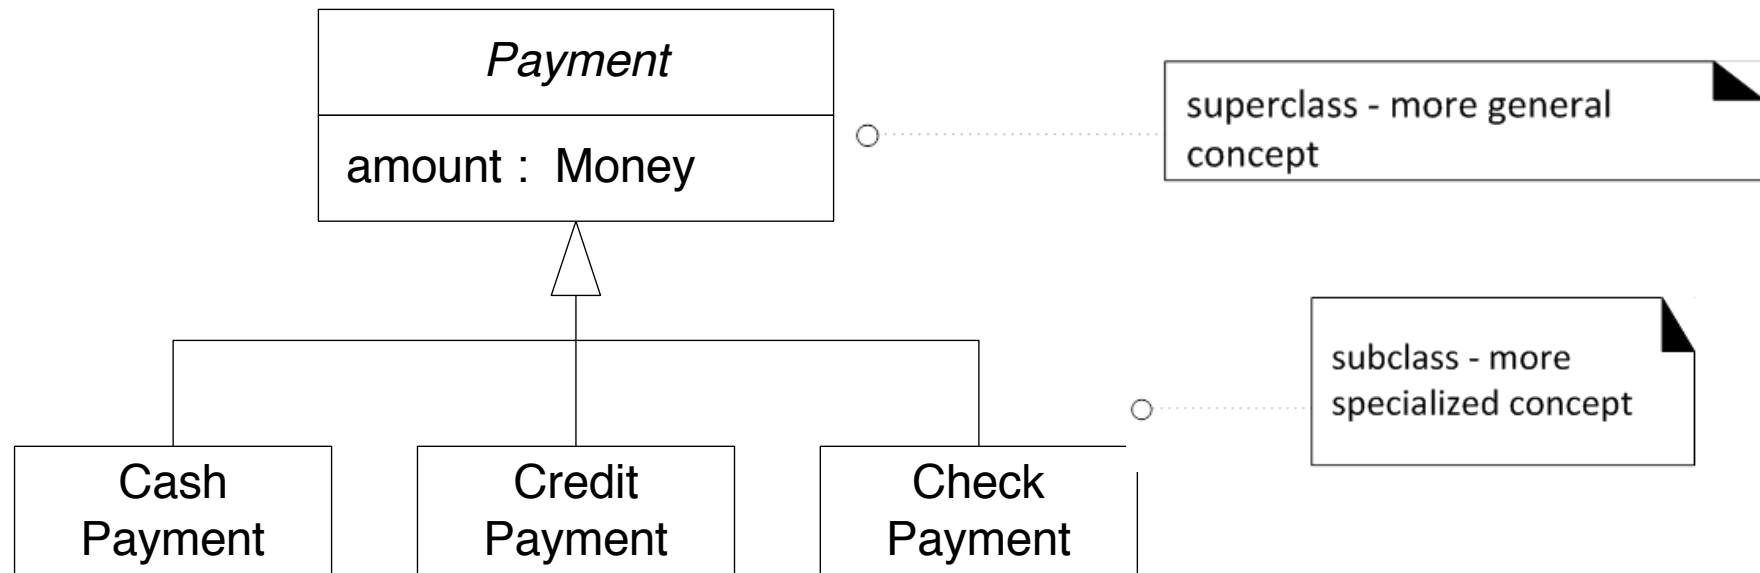 Payment
amount : Money
superclass - more general
concept
subclass - more
specialized concept
Cash
Payment
Credit
Payment
Check
Payment